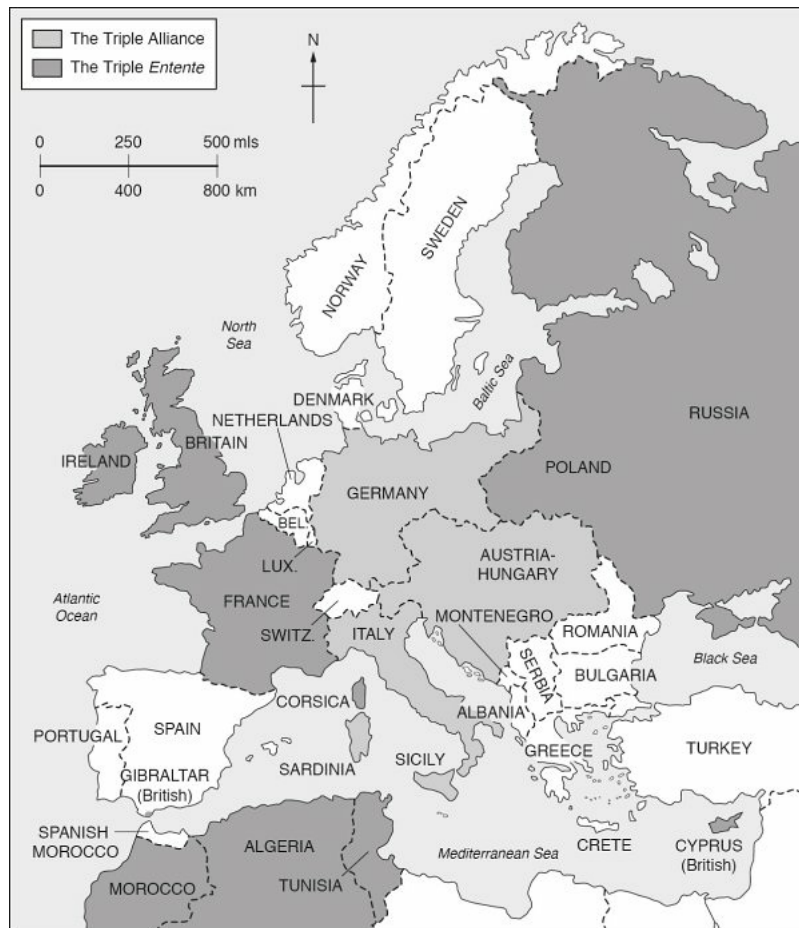 The Triple Alliance
The Triple Entente
N
0 250 500 mls
0 400 800 km
NORWAY
SWEDEN
North
Sea
Baltic Sea
DENMARK
NETHERLANDS
RUSSIA
BRITAIN
IRELAND
POLAND
GERMANY
BEL.
LUX.
AUSTRIA-
HUNGARY
Atlantic
Ocean
FRANCE
SWITZ.
ITALY
MONTENEGRO
ROMANIA
SERBIA
Black Sea
BULGARIA
CORSICA
ALBANIA
PORTUGAL
SPAIN
GREECE
TURKEY
SARDINIA
SICILY
GIBRALTAR
(British)
SPANISH
MOROCCO
ALGERIA
Mediterranean Sea
CRETE
CYPRUS
(British)
MOROCCO
TUNISIA